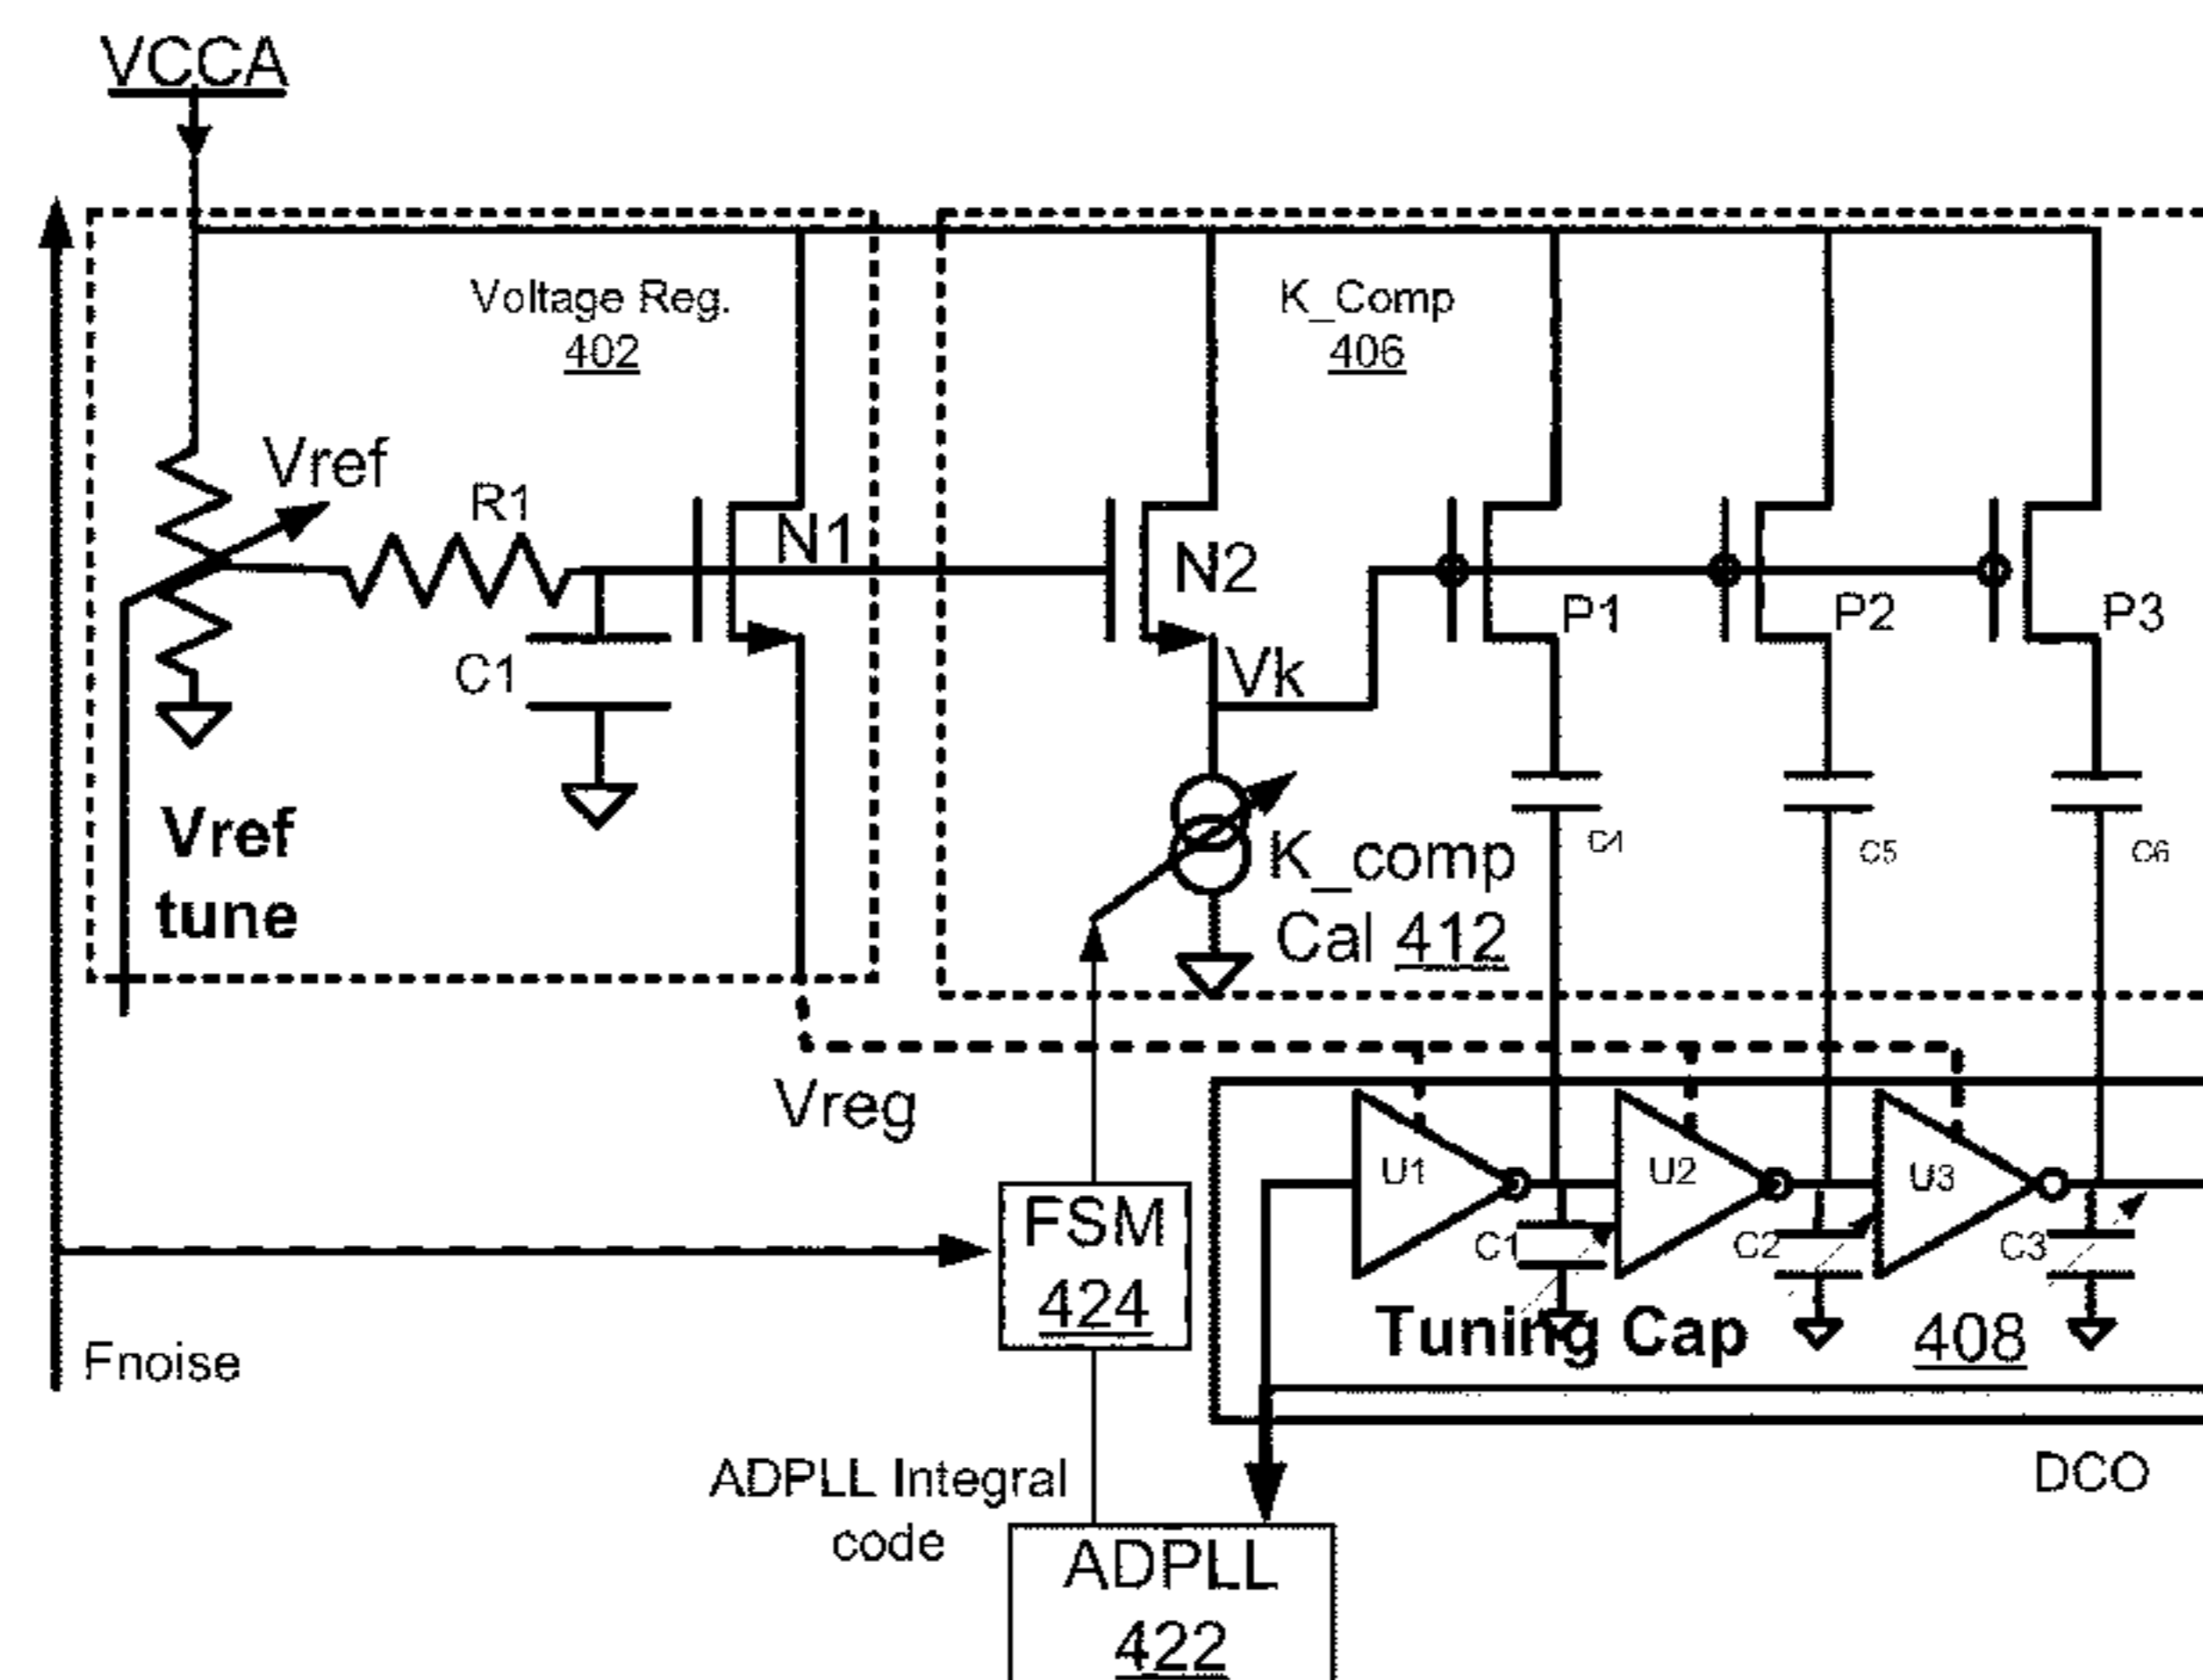 VCCA
Voltage Reg.
402
K_Comp
406
Vref
R1
N1
N2
P1
P2
P3
C1
Vk
Vref
tune
K_comp
Cal 412
C4
C5
C6
Vreg
U1
U2
U3
FSM
424
C1
C2
C3
Tuning Cap
408
Fnoise
ADPLL Integral
code
DCO
ADPLL
422